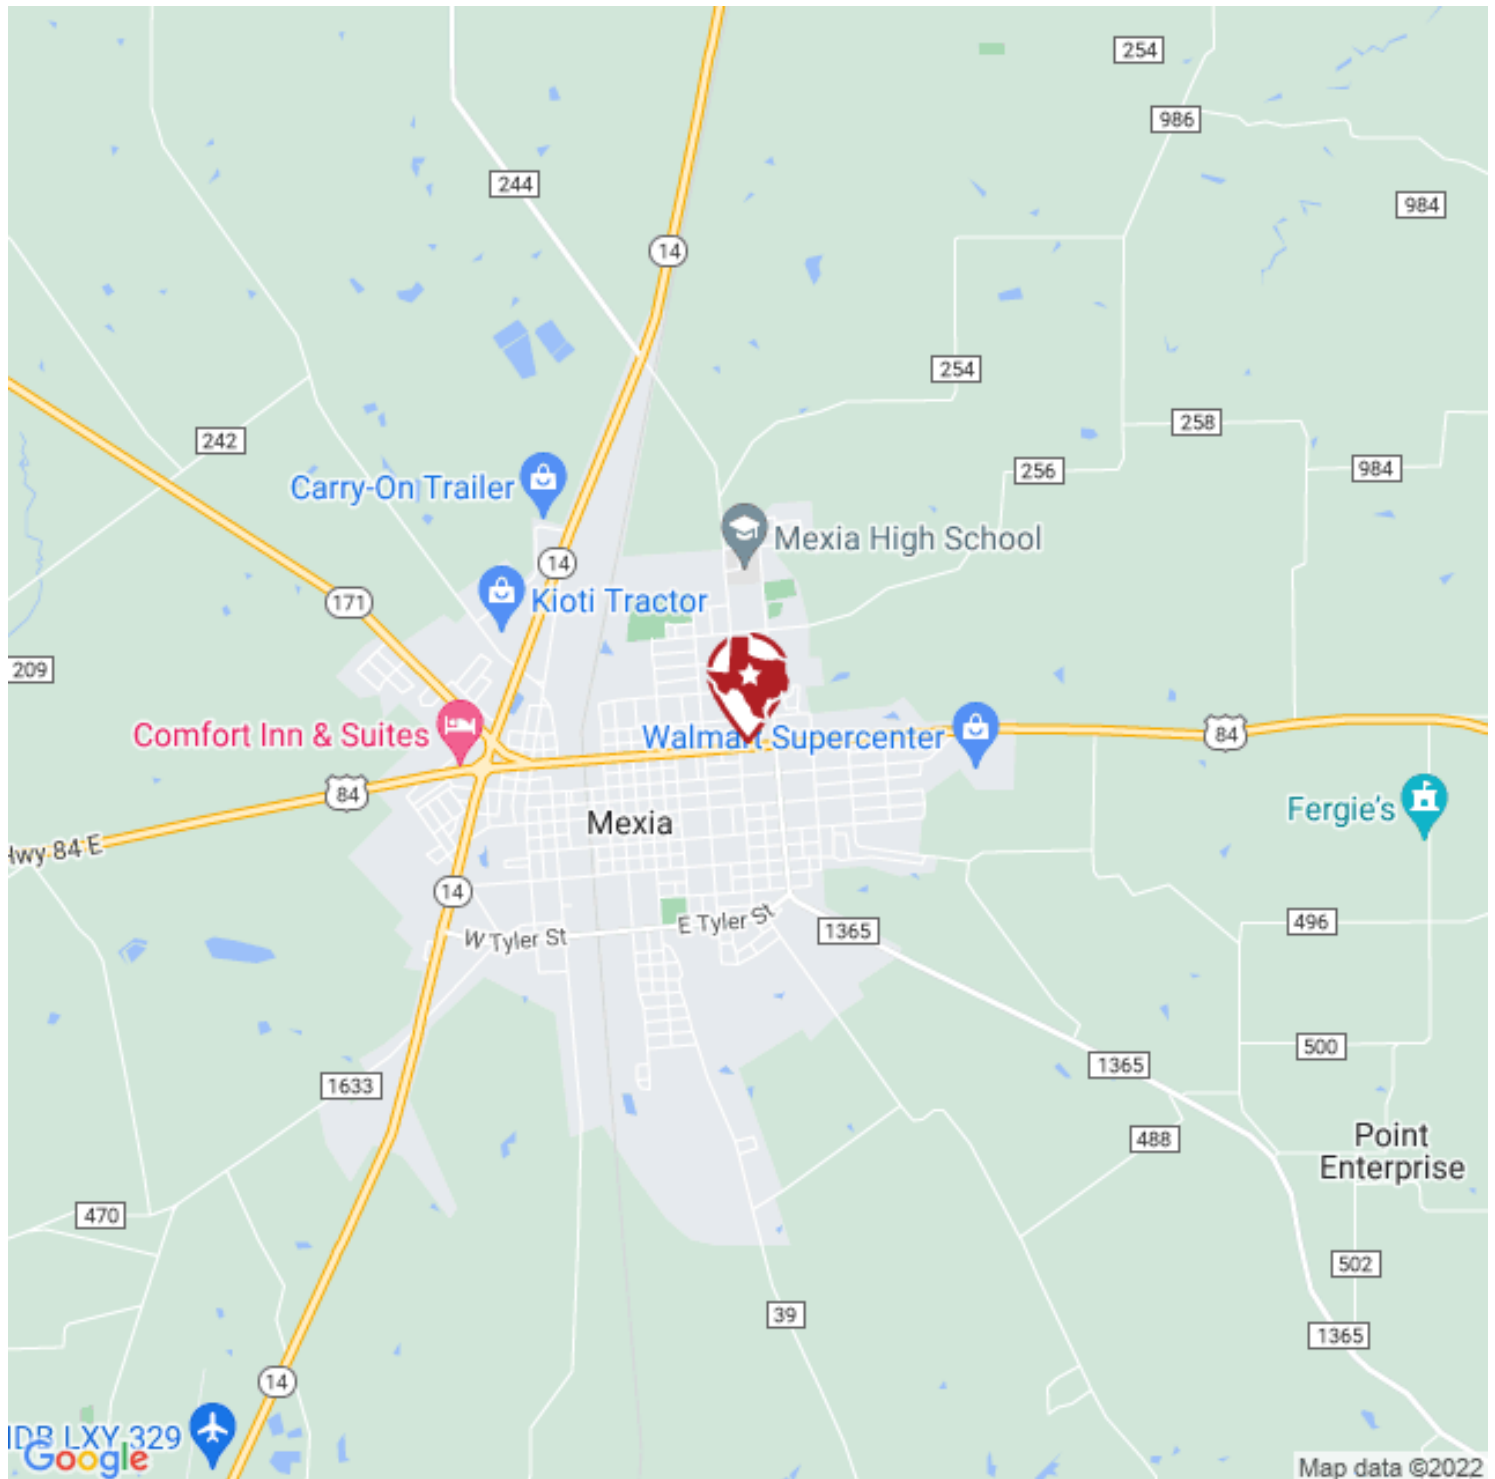 254
986
244
984
14
254
258
242
984
256
Carry-On Trailer
Mexia High School
14
Kioti Tractor
171
209
Comfort Inn & Suites
Walmart Supercenter
84
84
Fergie's
Mexia
Hwy 84 E
14
E Tyler St
W Tyler St
1365
496
500
1365
1633
488
Point
Enterprise
470
502
39
1365
14
LXY 329
Google
Map data ©2022